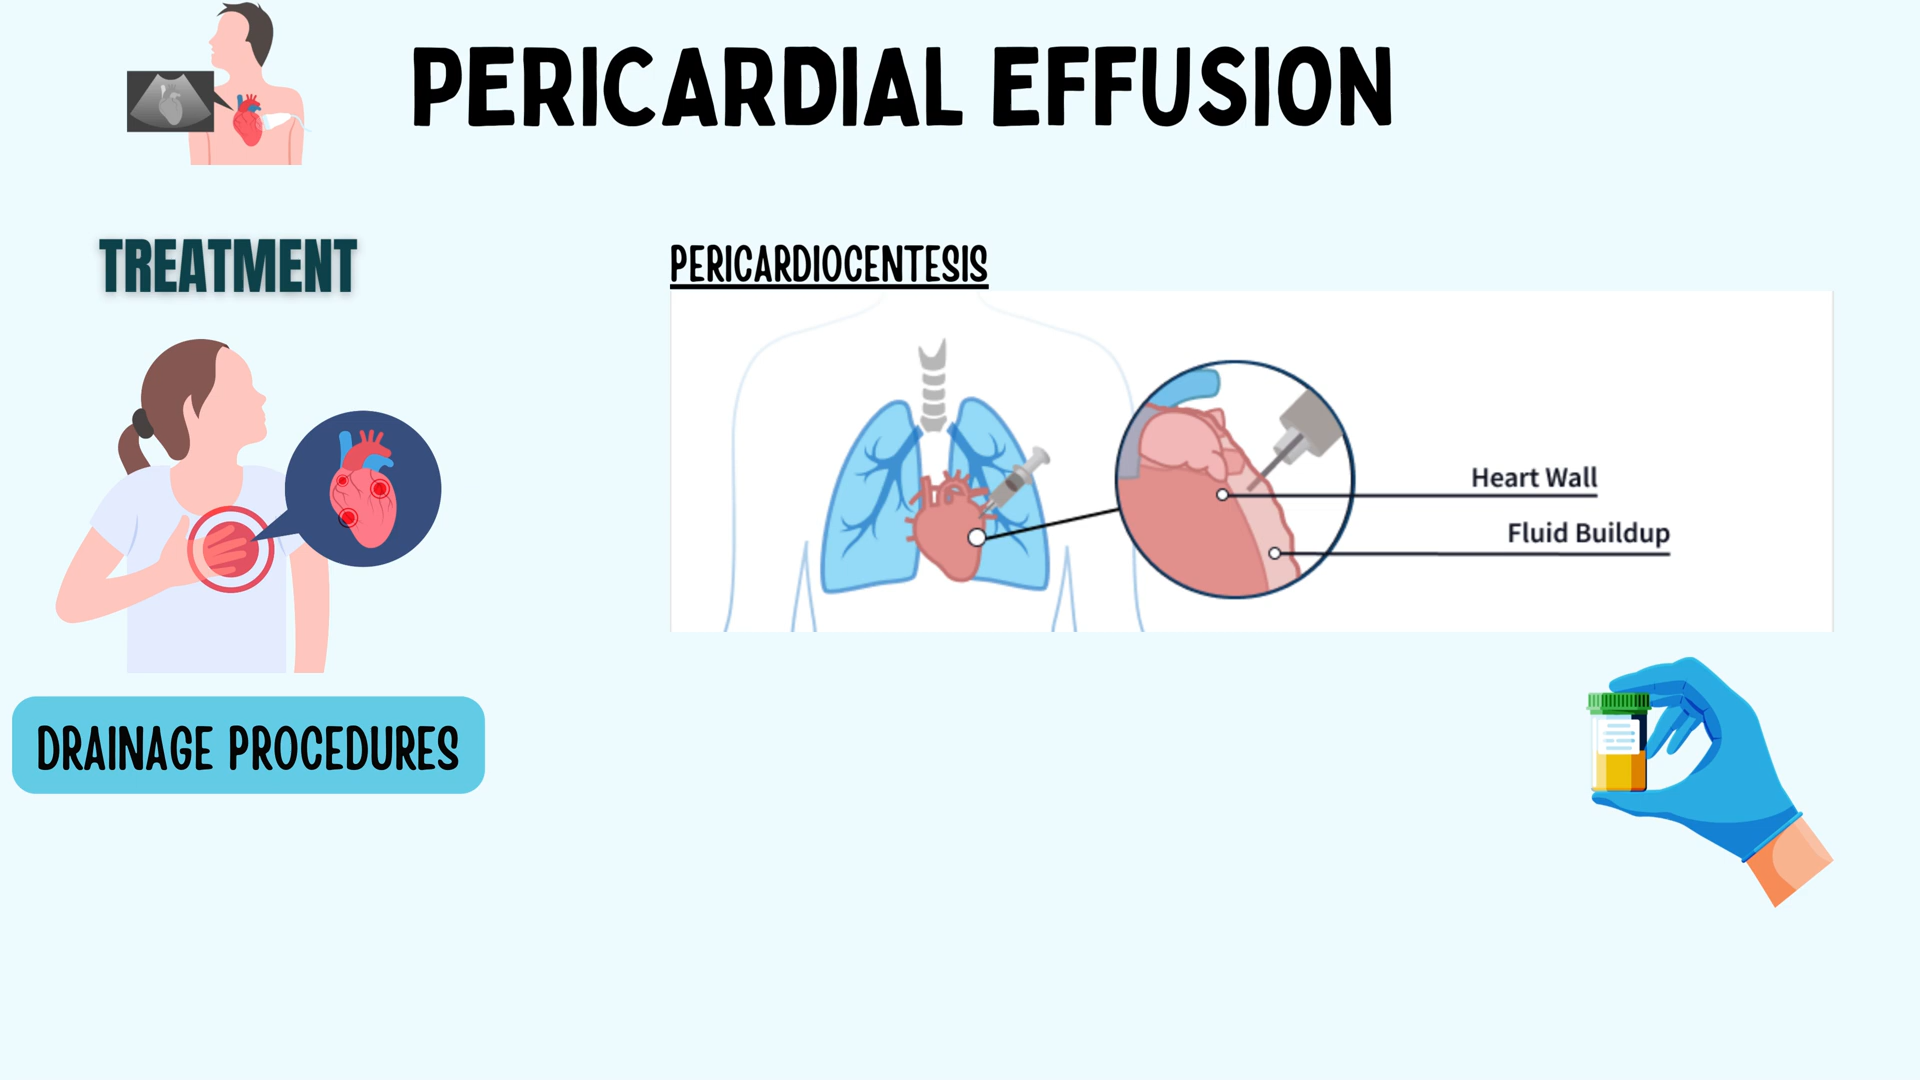 PERICARDIAL EFFUSION
TREATMENT
PERICARDIOCENTESIS
Heart Wall
Fluid Buildup
DRAINAGE PROCEDURES